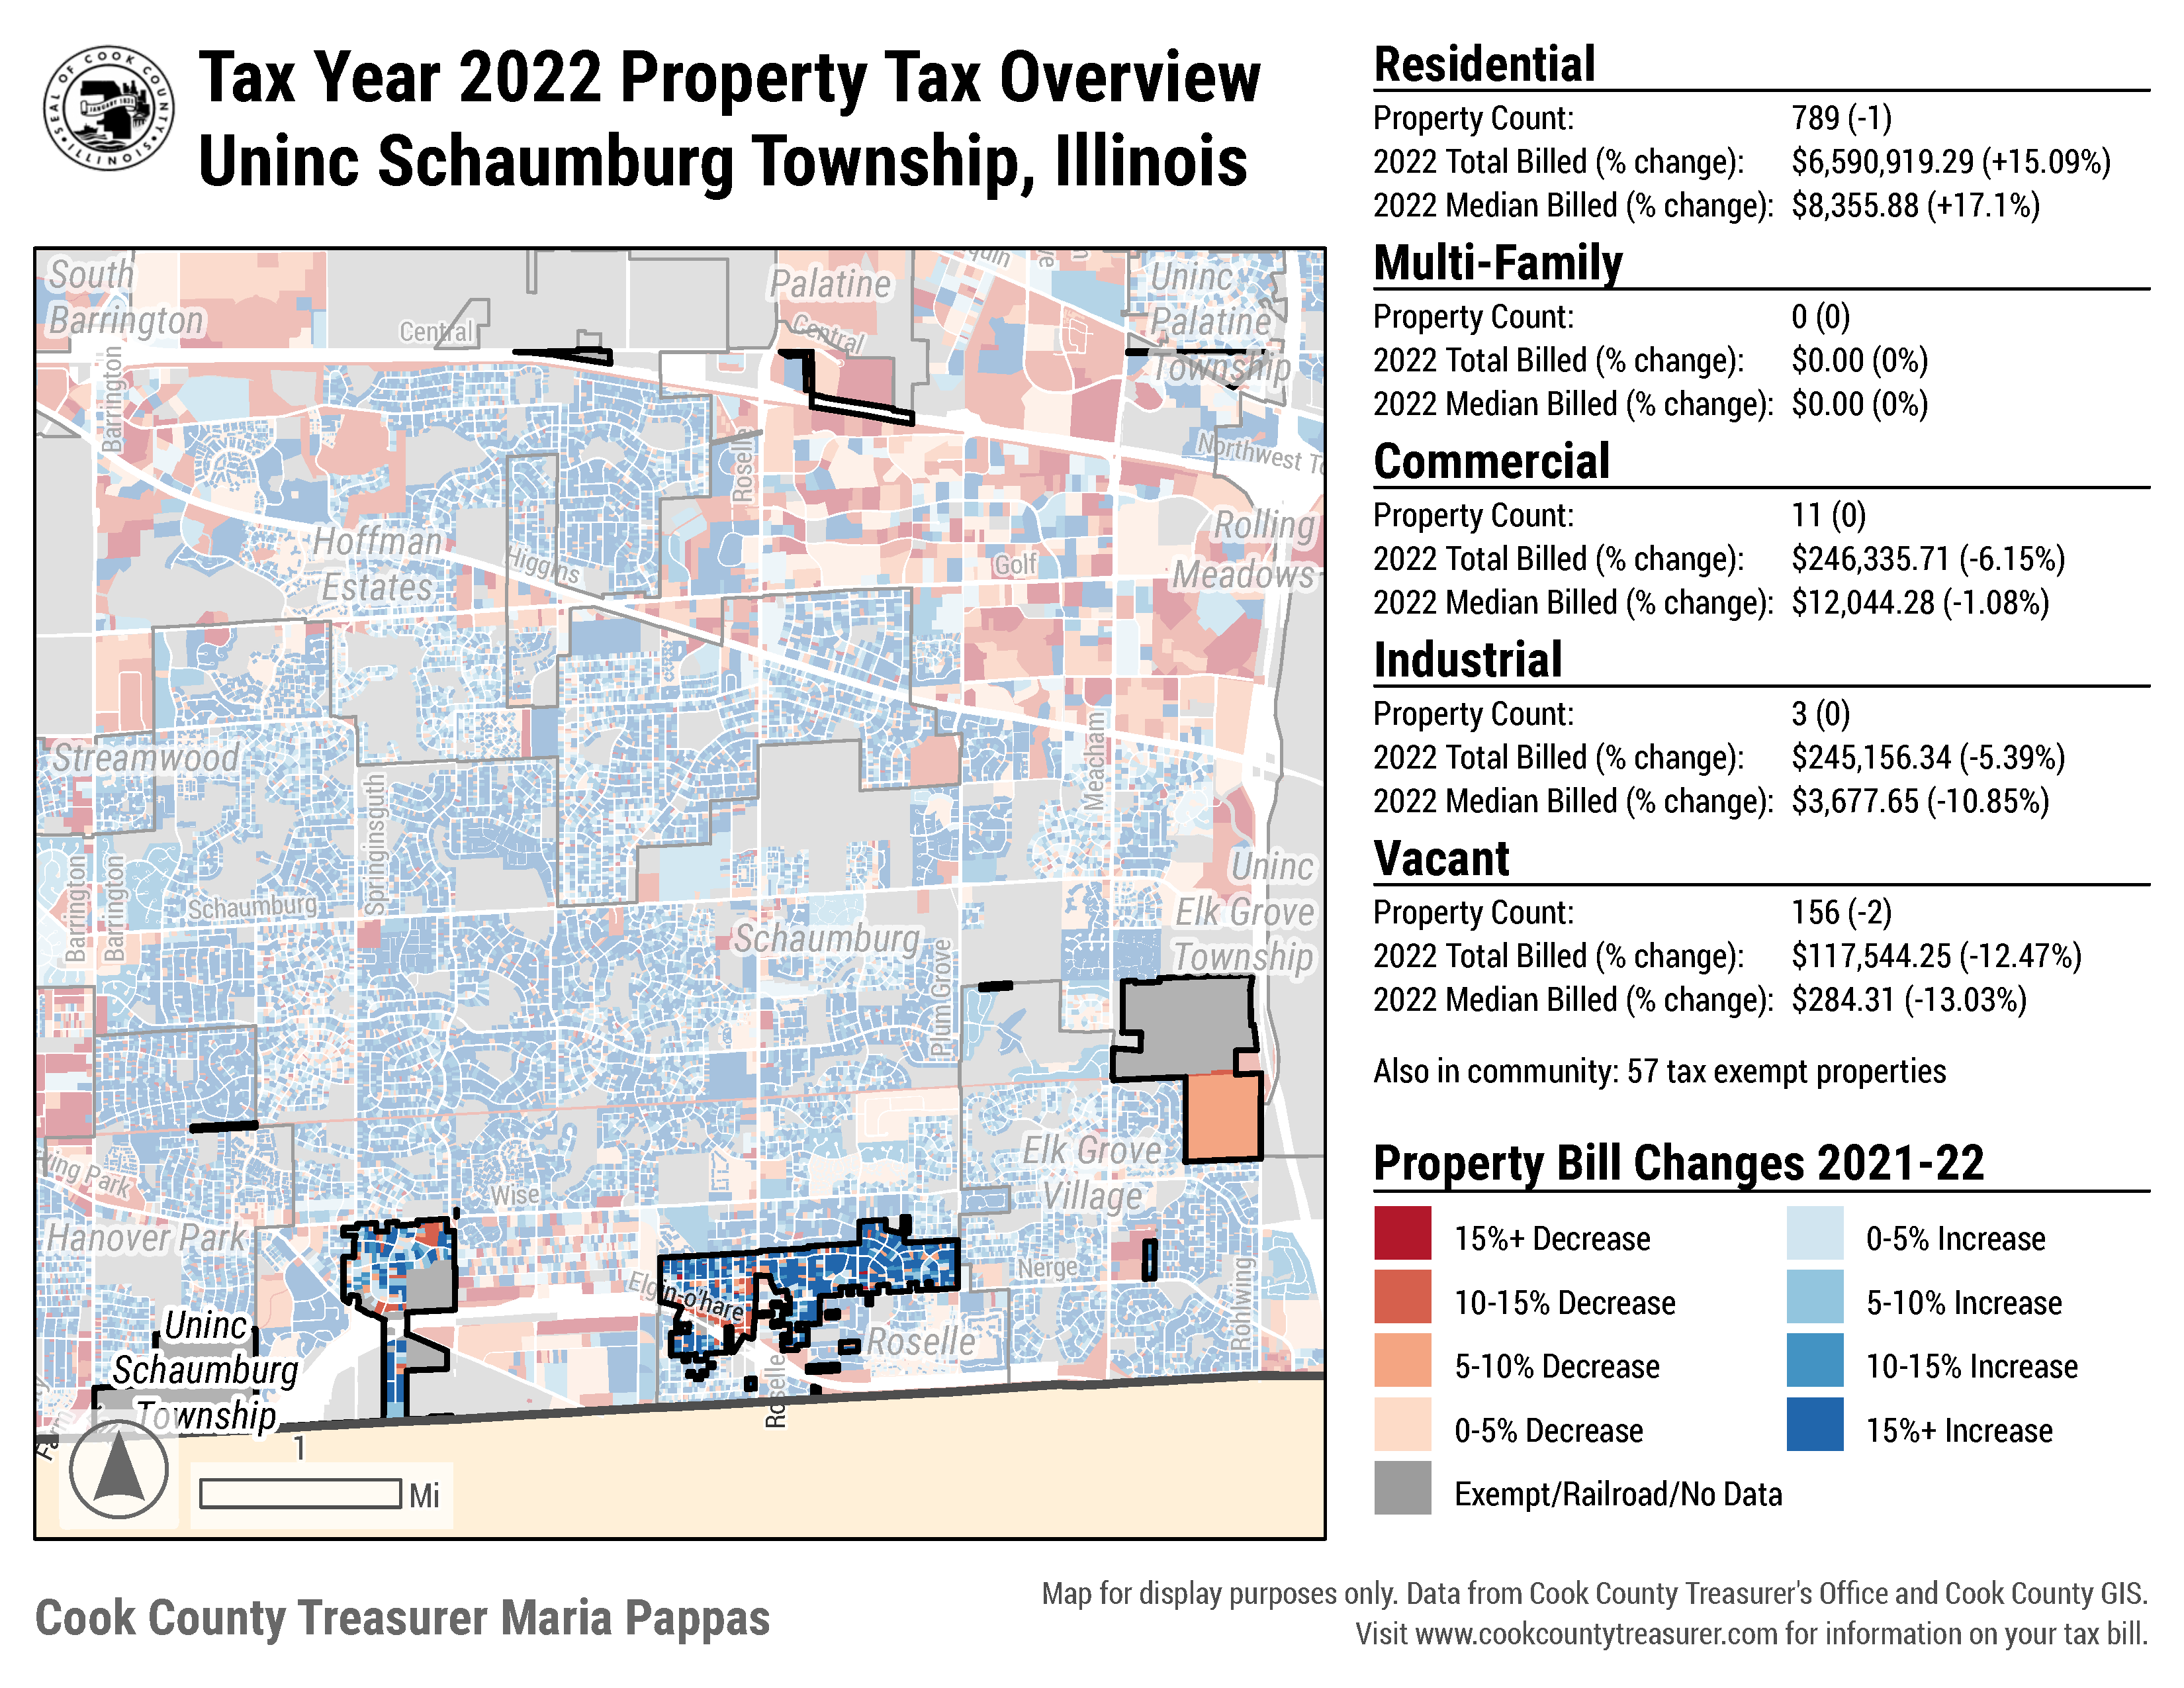 SEAL OF COOK COUNTY
JANUARY 1831
ILLINOIS
Tax Year 2022 Property Tax Overview
Uninc Schaumburg Township, Illinois
Residential
Property Count: 789 (-1)
2022 Total Billed (% change): $6,590,919.29 (+15.09%)
2022 Median Billed (% change): $8,355.88 (+17.1%)
Multi-Family
Property Count: 0 (0)
2022 Total Billed (% change): $0.00 (0%)
2022 Median Billed (% change): $0.00 (0%)
Commercial
Property Count: 11 (0)
2022 Total Billed (% change): $246,335.71 (-6.15%)
2022 Median Billed (% change): $12,044.28 (-1.08%)
Industrial
Property Count: 3 (0)
2022 Total Billed (% change): $245,156.34 (-5.39%)
2022 Median Billed (% change): $3,677.65 (-10.85%)
Vacant
Property Count: 156 (-2)
2022 Total Billed (% change): $117,544.25 (-12.47%)
2022 Median Billed (% change): $284.31 (-13.03%)
Also in community: 57 tax exempt properties
Property Bill Changes 2021-22
15%+ Decrease
10-15% Decrease
5-10% Decrease
0-5% Decrease
Exempt/Railroad/No Data
0-5% Increase
5-10% Increase
10-15% Increase
15%+ Increase
South
Barrington
Central
Palatine
Central
Uninc
Palatine
Township
Barrington
Roselle
Northwest
Hoffman
Estates
Higgins
Golf
Rolling
Meadows
Streamwood
Springinsguth
Meacham
Barrington
Barrington
Schaumburg
Schaumburg
Plum Grove
Uninc
Elk Grove
Township
Elk Grove
Village
Park
Hanover Park
Wise
Nerge
Rohlwing
Elgin-o'hare
Roselle
Roselle
Uninc
Schaumburg
Township
1
Mi
Cook County Treasurer Maria Pappas
Map for display purposes only. Data from Cook County Treasurer's Office and Cook County GIS.
Visit www.cookcountytreasurer.com for information on your tax bill.